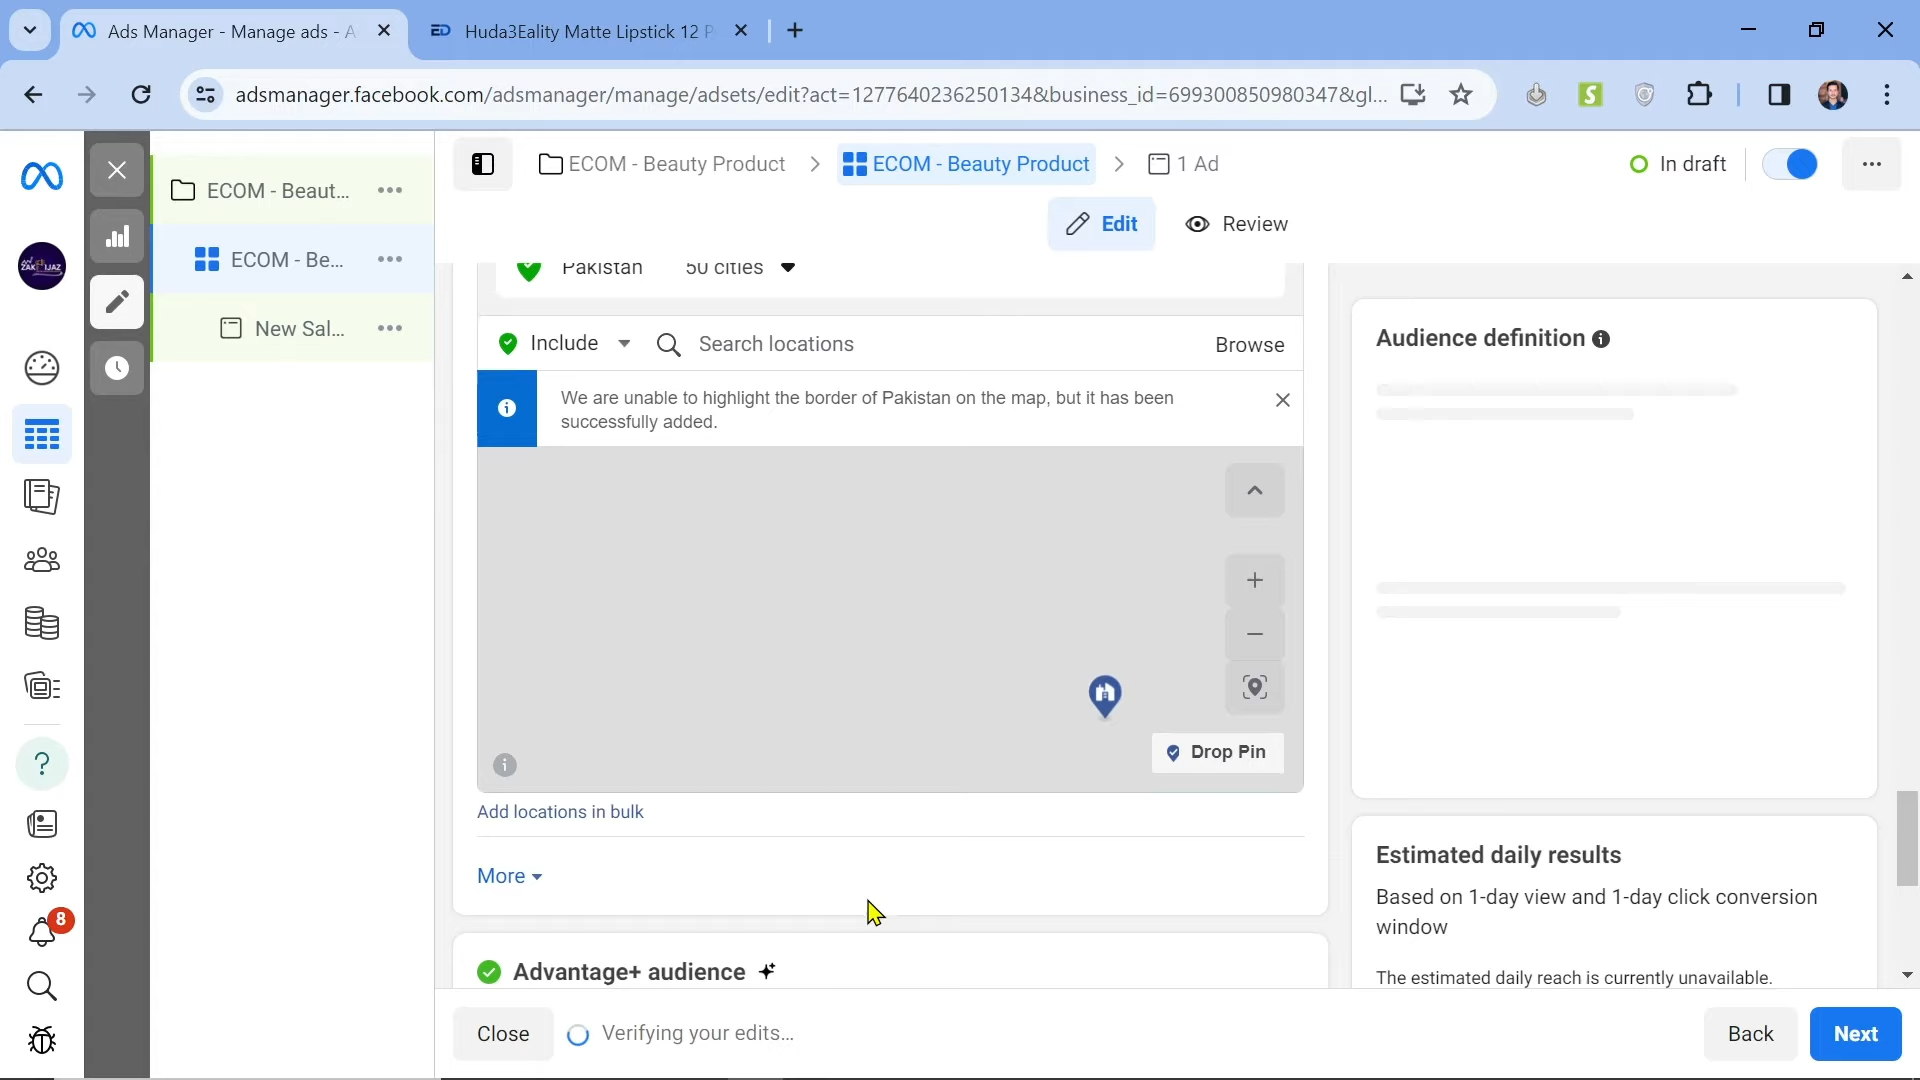 Ads Manager - Manage ads - A
Huda3Eality Matte Lipstick 12 P
adsmanager.facebook.com/adsmanager/manage/adsets/edit?act=1277640236250134&business_id=699300850980347&gl...
ECOM - Beaut...
ECOM - Be...
New Sal...
ECOM - Beauty Product
ECOM - Beauty Product
1 Ad
In draft
Edit
Review
Pakistan
50 cities
Include
Search locations
Browse
We are unable to highlight the border of Pakistan on the map, but it has been
successfully added.
Drop Pin
Add locations in bulk
More
Advantage+ audience
Audience definition
Estimated daily results
Based on 1-day view and 1-day click conversion
window
The estimated daily reach is currently unavailable.
8
Close
Verifying your edits...
Back
Next